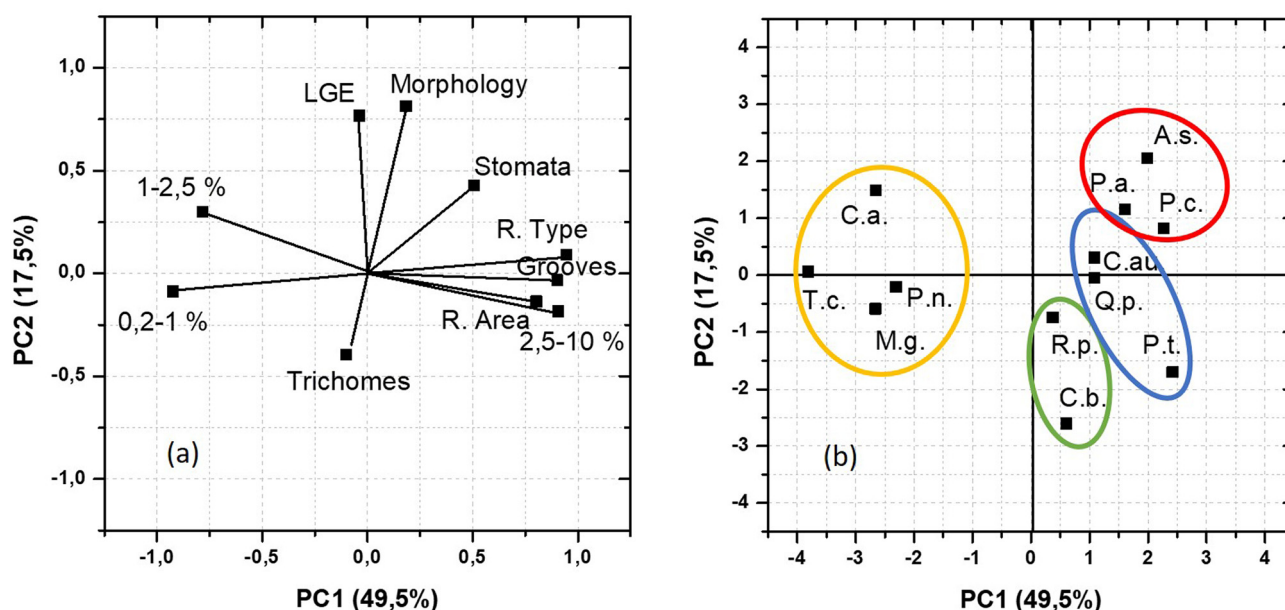 1,0
0,5
0,0
-0,5
-1,0
PC2 (17,5%)
LGE
Morphology
Stomata
1-2,5 %
R. Type
Grooves
0,2-1 %
R. Area
2,5-10 %
Trichomes
(a)
-1,0
-0,5
0,0
0,5
1,0
PC1 (49,5%)
4
3
2
1
0
-1
-2
-3
-4
PC2 (17,5%)
A.s.
P.a.
P.c.
C.a.
C.au
T.c.
P.n.
Q.p.
M.g.
R.p.
P.t.
C.b.
(b)
-4
-3
-2
-1
0
1
2
3
4
PC1 (49,5%)